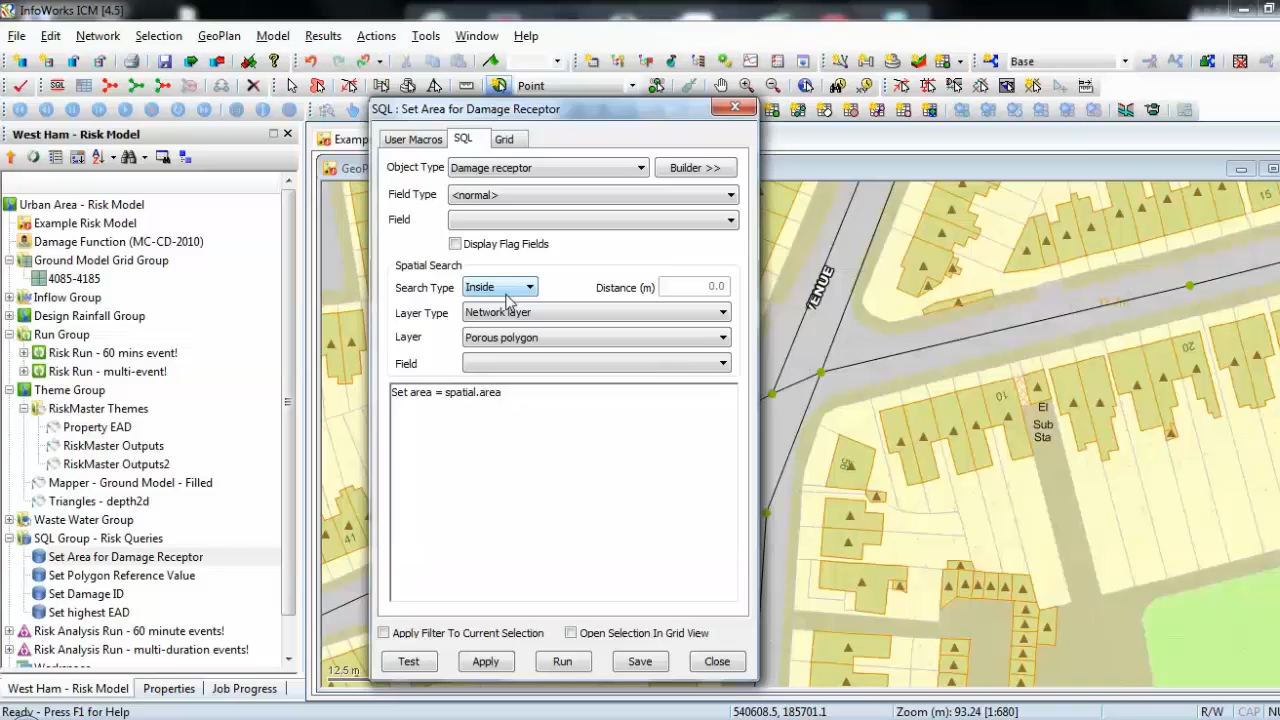 InfoWorks ICM [4.5]
File Edit Network Selection GeoPlan Model Results Actions Tools Window Help
Base
Point
West Ham - Risk Model
Urban Area - Risk Model
Example Risk Model
Damage Function (MC-CD-2010)
Ground Model Grid Group
4085-4185
Inflow Group
Design Rainfall Group
Run Group
Risk Run - 60 mins event!
Risk Run - multi-event!
Theme Group
RiskMaster Themes
Property EAD
RiskMaster Outputs
RiskMaster Outputs2
Mapper - Ground Model - Filled
Triangles - depth2d
Waste Water Group
SQL Group - Risk Queries
Set Area for Damage Receptor
Set Polygon Reference Value
Set Damage ID
Set highest EAD
Risk Analysis Run - 60 minute events!
Risk Analysis Run - multi-duration events!
West Ham - Risk Model Properties Job Progress
SQL : Set Area for Damage Receptor
User Macros SQL Grid
Object Type Damage receptor Builder >>
Field Type <normal>
Field
Display Flag Fields
Spatial Search
Search Type Inside Distance (m) 0.0
Layer Type Network layer
Layer Porous polygon
Field
Set area = spatial.area
Apply Filter To Current Selection Open Selection In Grid View
Test Apply Run Save Close
Examp
GeoP
VENUE
15
20
10
El
Sub
Sta
58
41
12.5 m
Ready - Press F1 for Help 540608.5, 185701.1 Zoom (m): 93.24 [1:680] R/W CAP NU